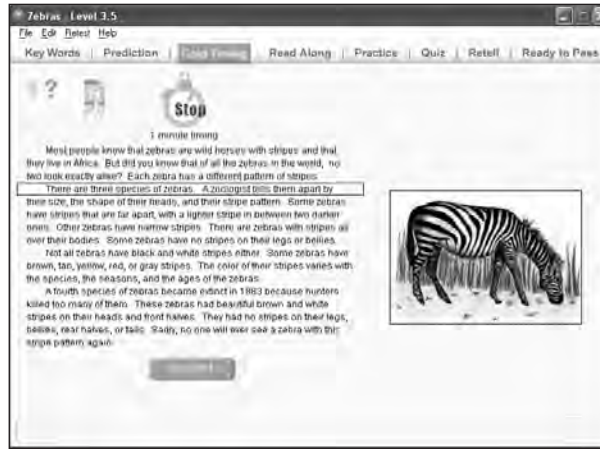 Zebras Level 3.5
File Edit Retest Help
Key Words | Prediction | Cold Timing | Read Along | Practice | Quiz | Retell | Ready to Pass
?
Stop
1 minute timing
Most people know that zebras are wild horses with stripes and that
they live in Africa. But did you know that of all the zebras in the world, no
two look exactly alike? Each zebra has a different pattern of stripes.
There are three species of zebras. A zoologist tells them apart by
their size, the shape of their heads, and their stripe pattern. Some zebras
have stripes that are far apart, with a lighter stripe in between two darker
ones. Other zebras have narrow stripes. There are zebras with stripes all
over their bodies. Some zebras have no stripes on their legs or bellies.
Not all zebras have black and white stripes either. Some zebras have
brown, tan, yellow, red, or gray stripes. The color of their stripes varies with
the species, the seasons, and the ages of the zebras.
A fourth species of zebras became extinct in 1883 because hunters
killed too many of them. These zebras had beautiful brown and white
stripes on their heads and front halves. They had no stripes on their legs,
bellies, rear halves, or tails. Sadly, no one will ever see a zebra with this
stripe pattern again.